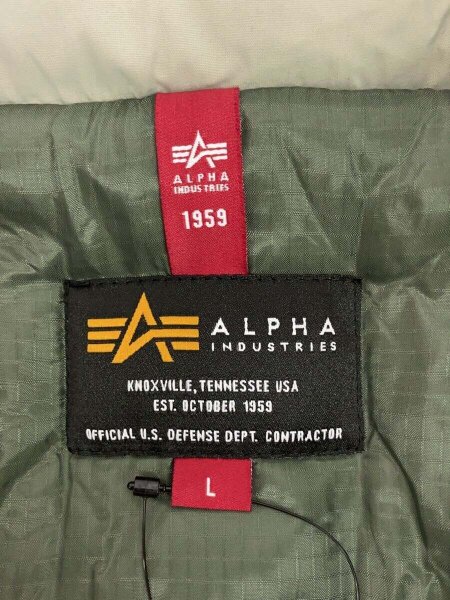 ALPHA
INDUSTRIES
1959
ALPHA
INDUSTRIES
KNOXVILLE, TENNESSEE USA
EST. OCTOBER 1959
OFFICIAL U.S. DEFENSE DEPT. CONTRACTOR
L